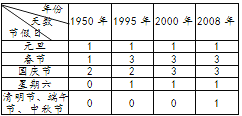 年份
天数
节假日
1950 年 1995 年 2000 年 2008 年
元旦 1 1 1 1
春节 1 3 3 3
国庆节 2 2 3 3
星期六 0 1 1 1
清明节、端午
节、中秋节 0 0 0 1